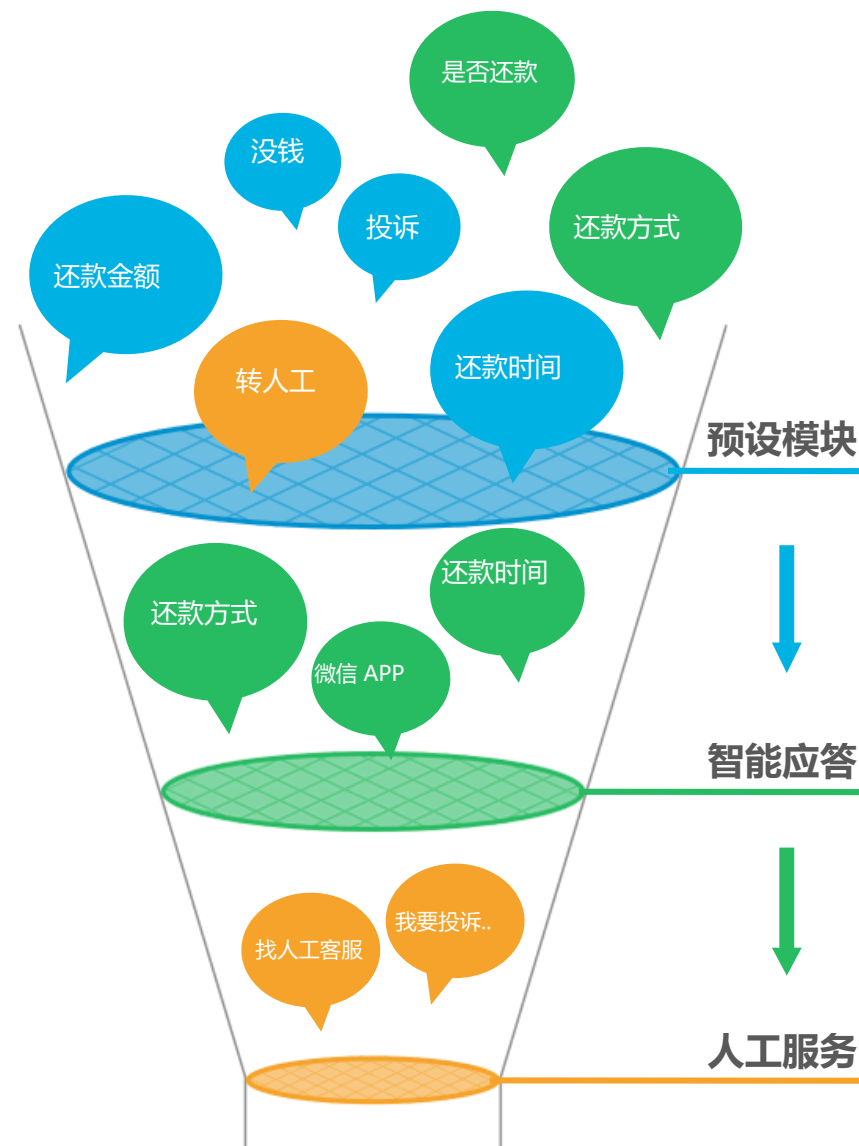 是否还款
没钱
投诉
还款方式
还款金额
还款时间
转人工
预设模块
还款时间
还款方式
微信 APP
智能应答
我要投诉..
找人工客服
人工服务